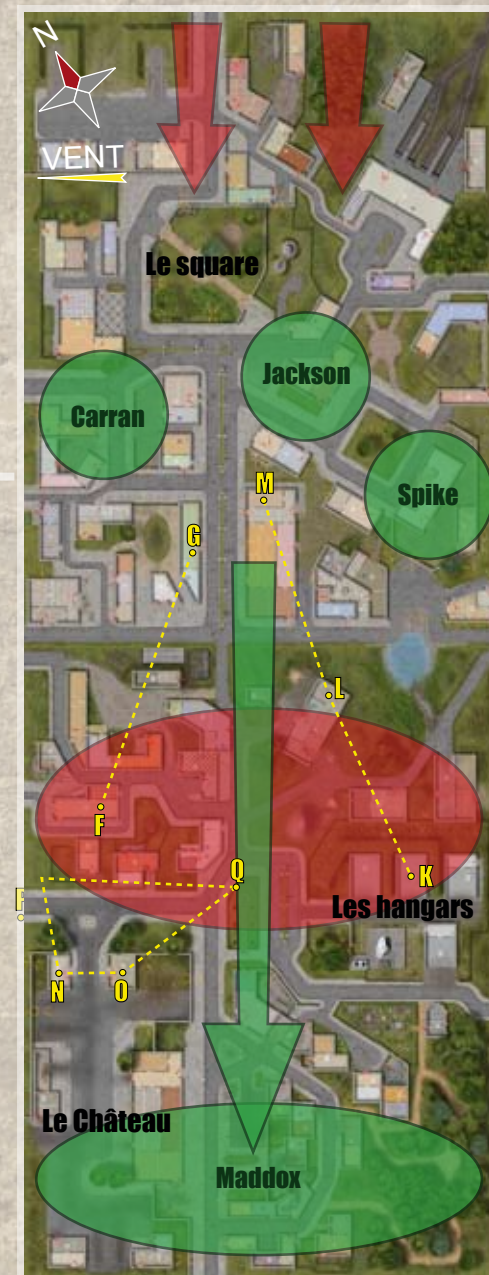 N
VENT
Le square
Jackson
Carran
Spike
M
G
L
F
Q
K
Les hangars
N
O
Le Château
Maddox